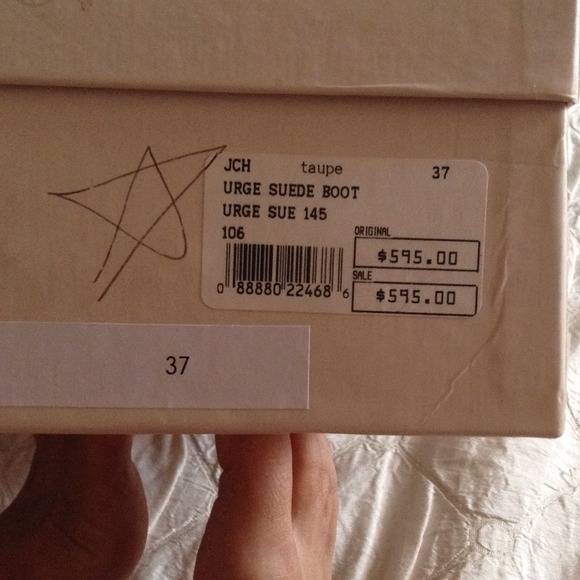 JCH taupe 37
URGE SUEDE BOOT
URGE SUE 145
106
ORIGINAL
$595.00
SALE
$595.00
0 88880 22468 6
37